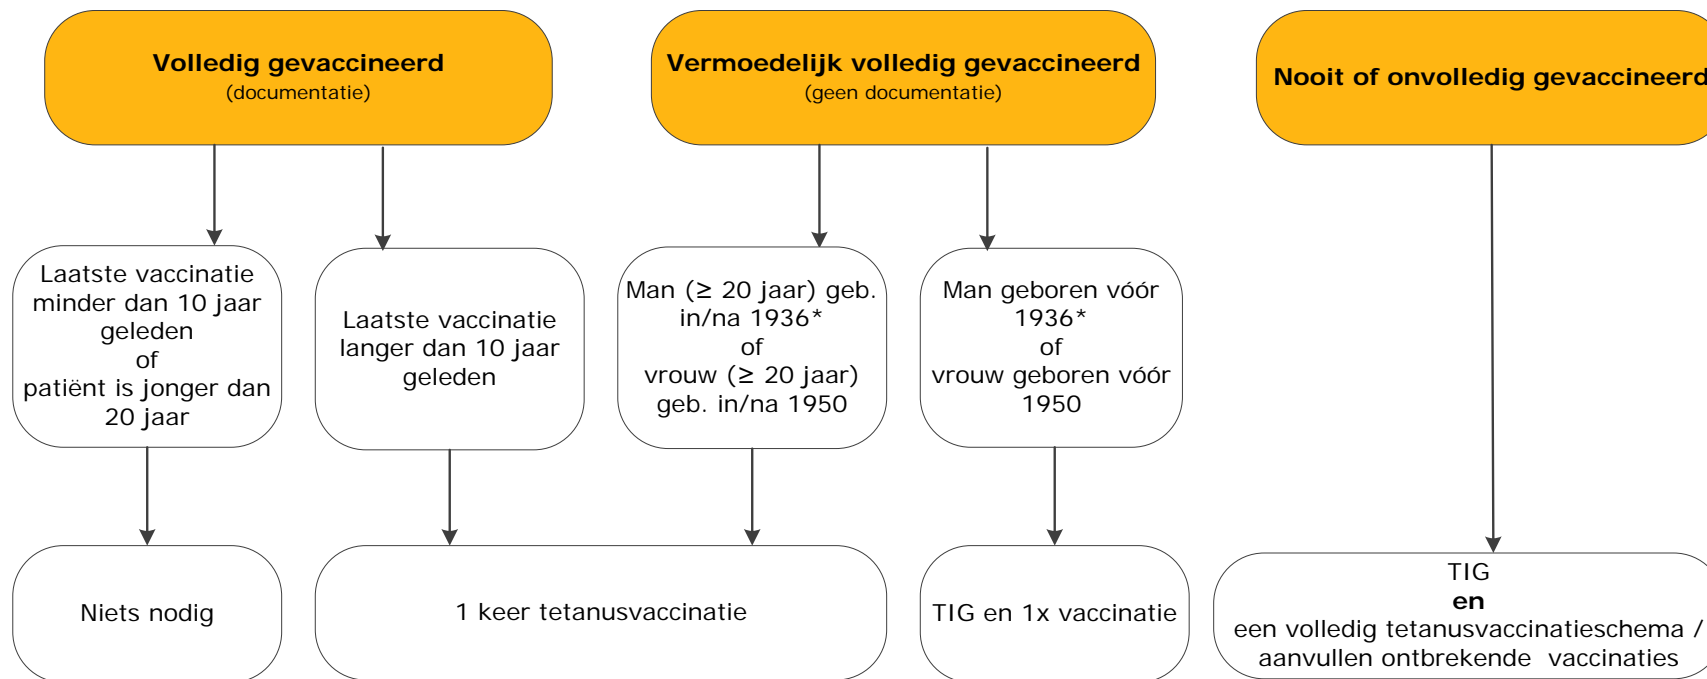 Volledig gevaccineerd
(documentatie)
Vermoedelijk volledig gevaccineerd
(geen documentatie)
Nooit of onvolledig gevaccineerd
Laatste vaccinatie
minder dan 10 jaar
geleden
of
patiënt is jonger dan
20 jaar
Laatste vaccinatie
langer dan 10 jaar
geleden
Man (≥ 20 jaar) geb.
in/na 1936*
of
vrouw (≥ 20 jaar)
geb. in/na 1950
Man geboren vóór
1936*
of
vrouw geboren vóór
1950
Niets nodig
1 keer tetanusvaccinatie
TIG en 1x vaccinatie
TIG
en
een volledig tetanusvaccinatieschema /
aanvullen ontbrekende vaccinaties